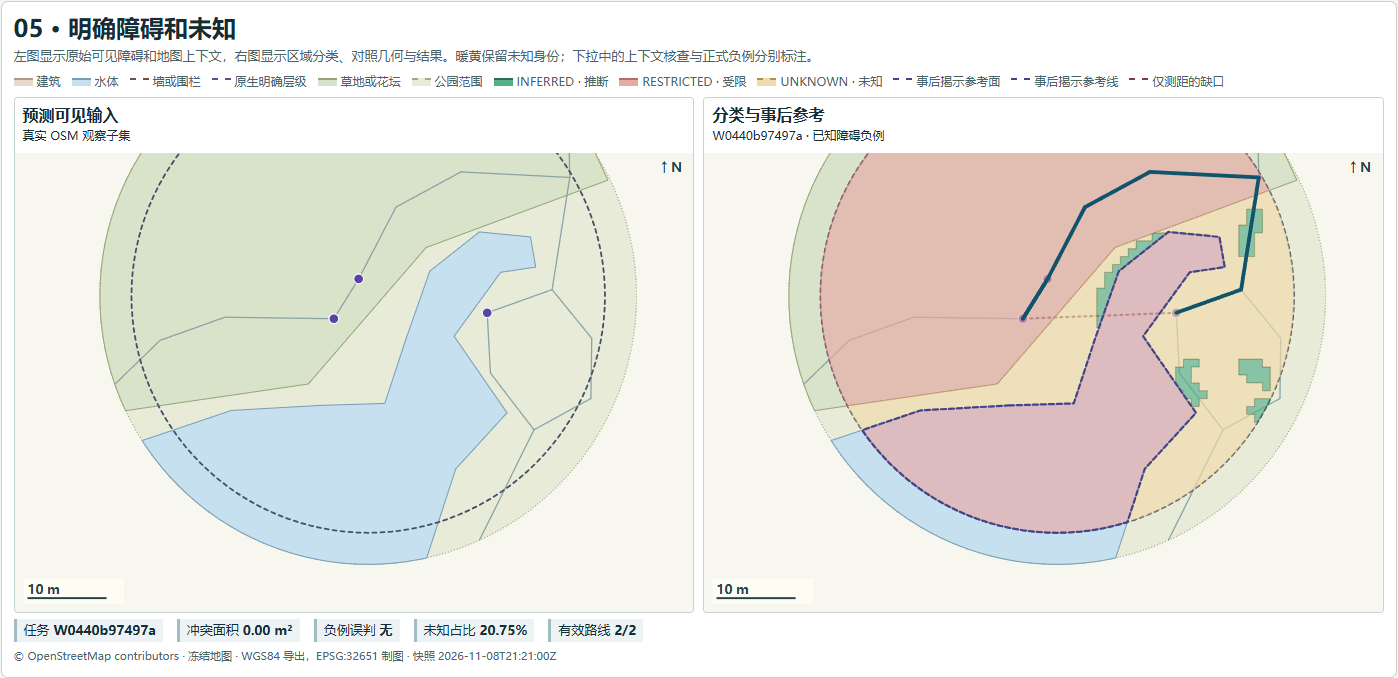 05 • 明确障碍和未知
左图显示原始可见障碍和地图上下文，右图显示区域分类、对照几何与结果。暖黄保留未知身份；下拉中的上下文核查与正式负例分别标注。
建筑 水体 墙或围栏 原生明确层级 草地或花坛 公园范围 INFERRED · 推断 RESTRICTED · 受限 UNKNOWN · 未知 事后揭示参考面 事后揭示参考线 仅测距的缺口
预测可见输入
真实 OSM 观察子集
↑ N
10 m
分类与事后参考
W0440b97497a · 已知障碍负例
↑ N
10 m
任务 W0440b97497a 冲突面积 0.00 m² 负例误判 无 未知占比 20.75% 有效路线 2/2
© OpenStreetMap contributors · 冻结地图 · WGS84 导出，EPSG:32651 制图 · 快照 2026-11-08T21:21:00Z